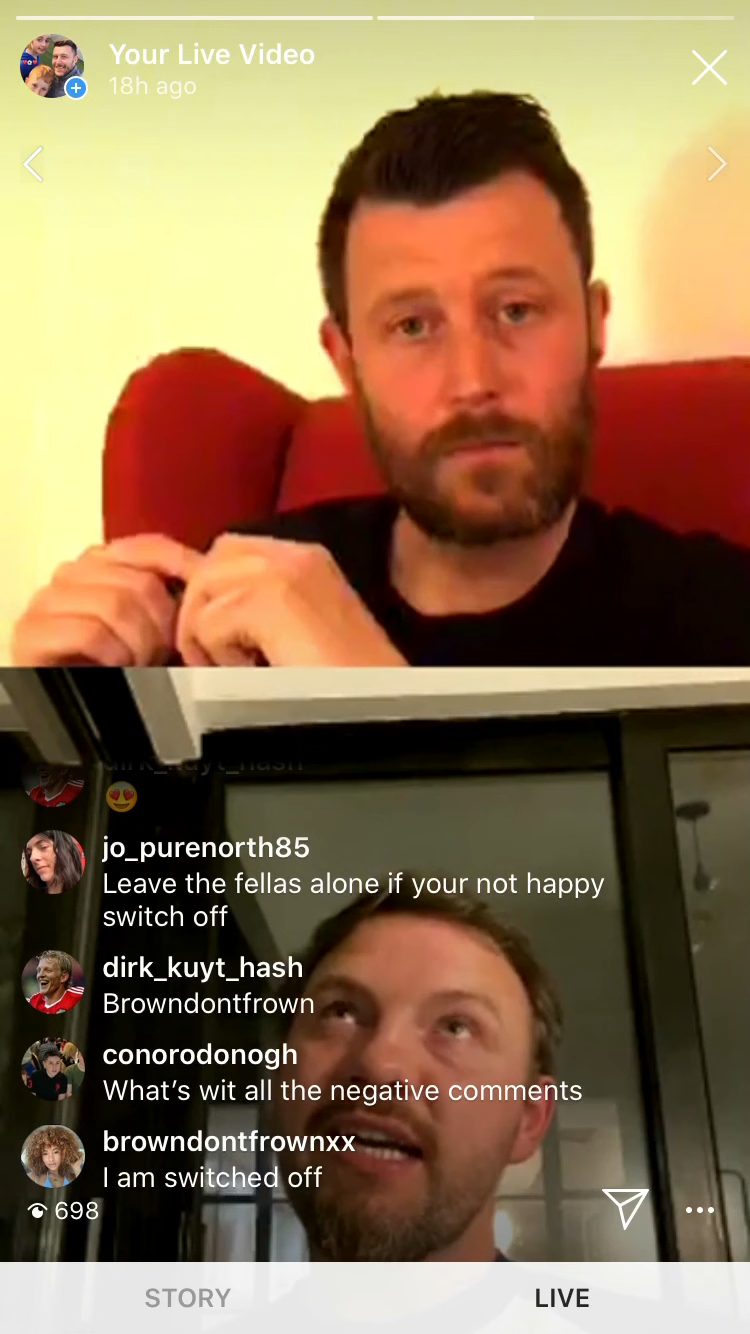 Your Live Video
18h ago
dirk_kuyt_hash
😍
jo_purenorth85
Leave the fellas alone if your not happy
switch off
dirk_kuyt_hash
Browndontfrown
conorodonogh
What’s wit all the negative comments
browndontfrownxx
I am switched off
698
STORY
LIVE